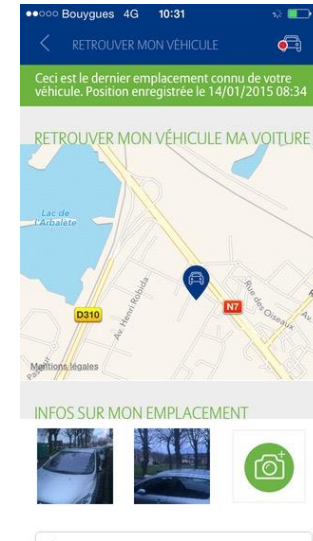 Bouygues 4G 10:31
RETROUVER MON VÉHICULE
Ceci est le dernier emplacement connu de votre
véhicule. Position enregistrée le 14/01/2015 08:34
RETROUVER MON VÉHICULE MA VOITURE
Lac de
l'Arbalète
Av. Henri Robida
D310
N7
Rue des Oiseaux
Av.
Mentions légales
INFOS SUR MON EMPLACEMENT